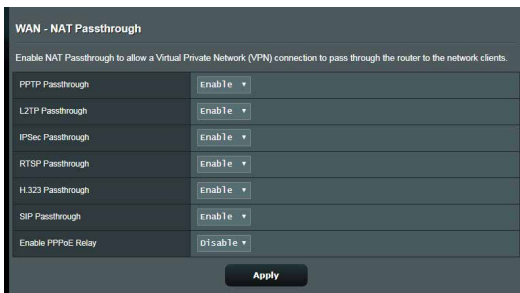 WAN - NAT Passthrough
Enable NAT Passthrough to allow a Virtual Private Network (VPN) connection to pass through the router to the network clients.
PPTP Passthrough Enable
L2TP Passthrough Enable
IPSec Passthrough Enable
RTSP Passthrough Enable
H.323 Passthrough Enable
SIP Passthrough Enable
Enable PPPoE Relay Disable
Apply